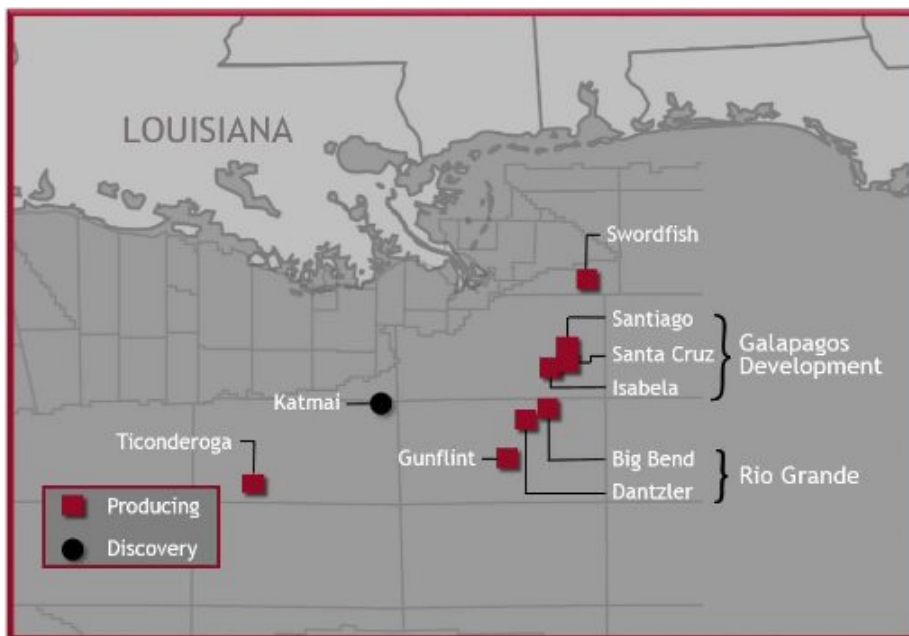 LOUISIANA
Swordfish
Santiago
Santa Cruz
Isabela
Galapagos
Development
Katmai
Ticonderoga
Gunflint
Big Bend
Dantzler
Rio Grande
Producing
Discovery